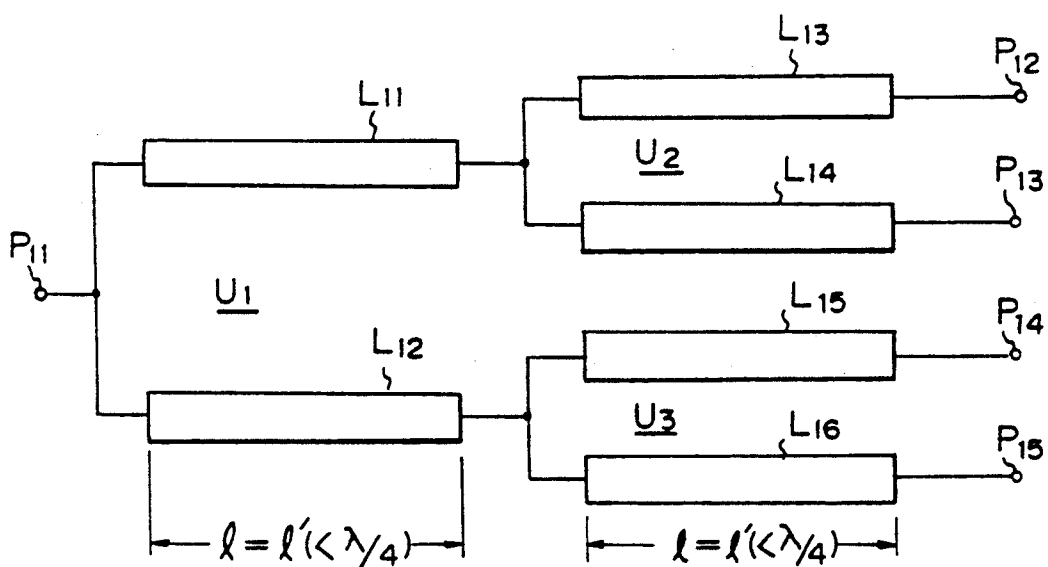 L13
P12
L11
U2
L14
P13
P11
U1
L15
P14
L12
U3
L16
P15
ℓ = ℓ'(< λ/4)
ℓ = ℓ'(< λ/4)